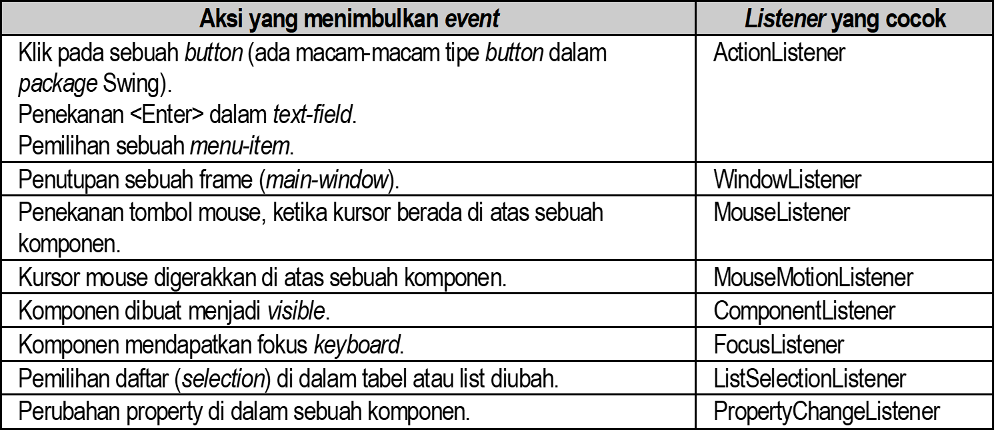 Aksi yang menimbulkan event
Listener yang cocok
Klik pada sebuah button (ada macam-macam tipe button dalam
package Swing).
Penekanan <Enter> dalam text-field.
Pemilihan sebuah menu-item.
ActionListener
Penutupan sebuah frame (main-window).
WindowListener
Penekanan tombol mouse, ketika kursor berada di atas sebuah
komponen.
MouseListener
Kursor mouse digerakkan di atas sebuah komponen.
MouseMotionListener
Komponen dibuat menjadi visible.
ComponentListener
Komponen mendapatkan fokus keyboard.
FocusListener
Pemilihan daftar (selection) di dalam tabel atau list diubah.
ListSelectionListener
Perubahan property di dalam sebuah komponen.
PropertyChangeListener